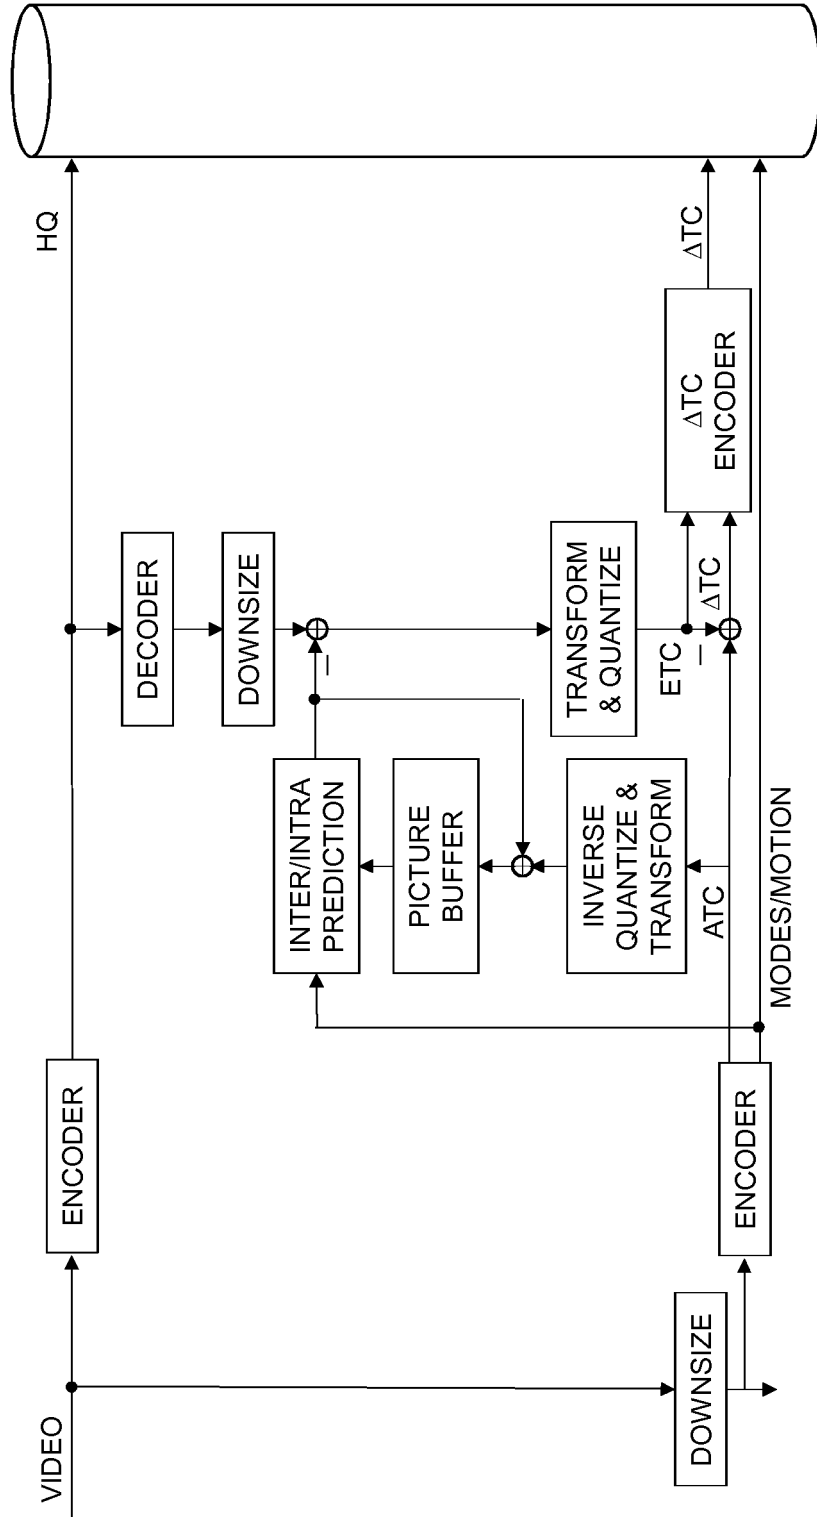 VIDEO
ENCODER
HQ
DECODER
DOWNSIZE
INTER/INTRA
PREDICTION
PICTURE
BUFFER
INVERSE
QUANTIZE &
TRANSFORM
TRANSFORM
& QUANTIZE
ETC
ΔTC
ΔTC
ENCODER
ΔTC
DOWNSIZE
ENCODER
ATC
MODES/MOTION
–
–